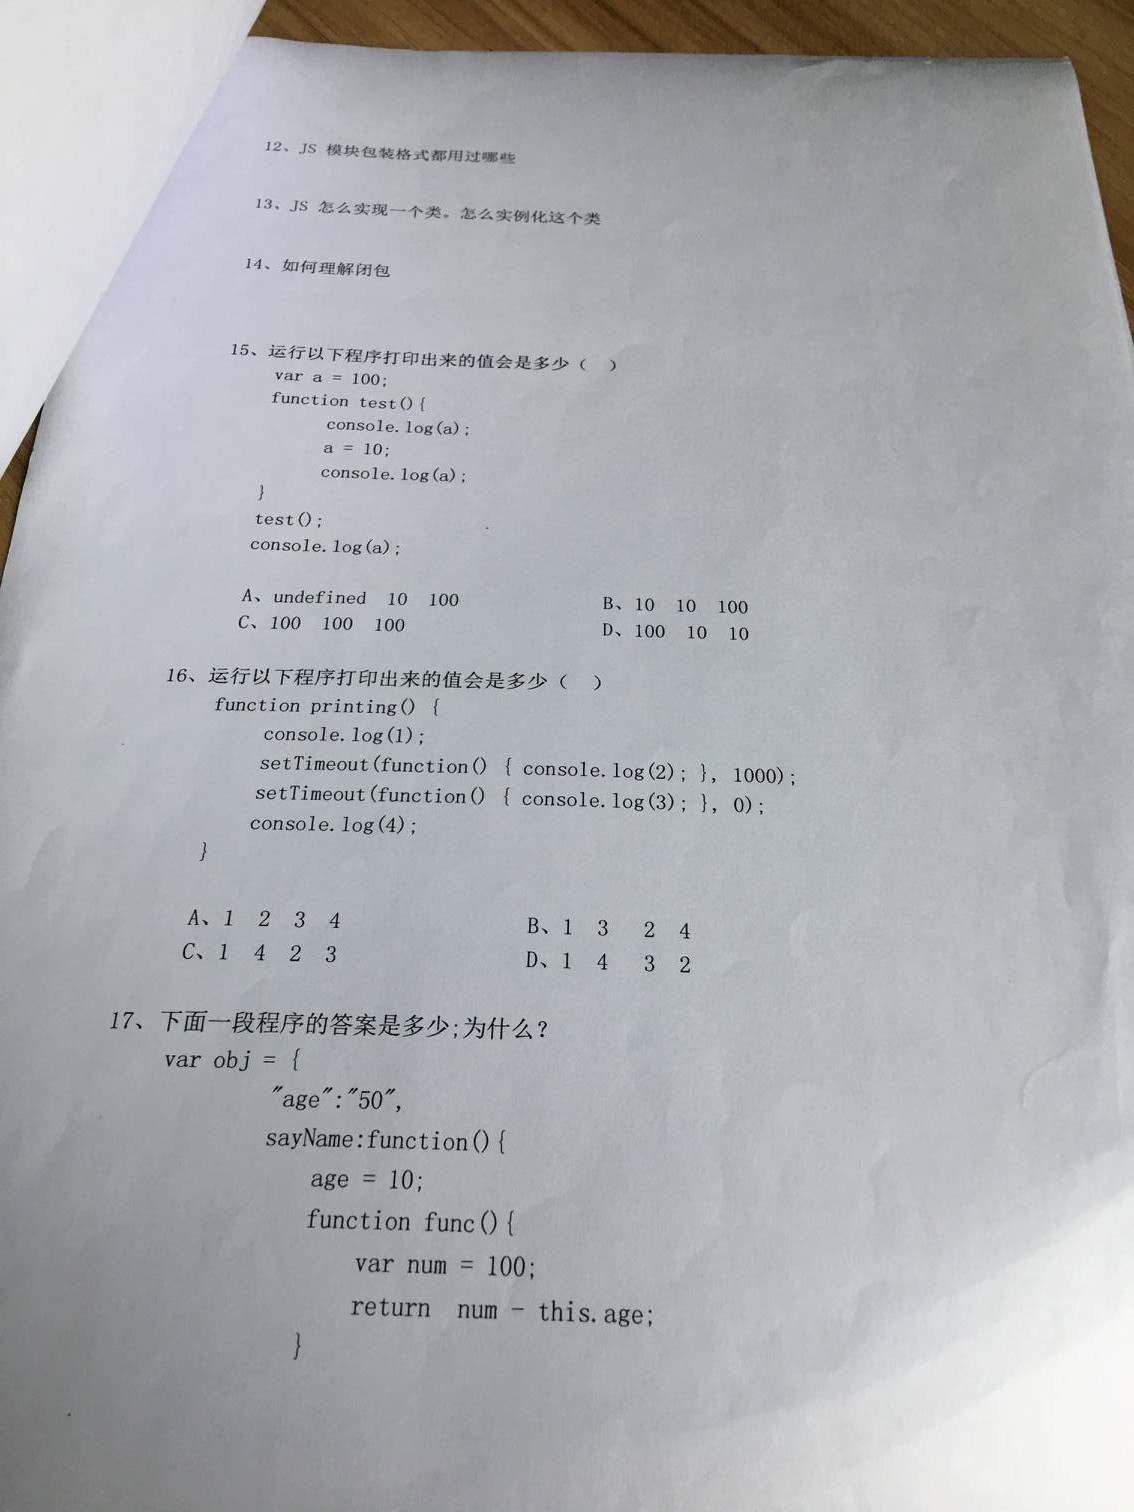 12、JS 模块包装格式都用过哪些
13、JS 怎么实现一个类。怎么实例化这个类
14、如何理解闭包
15、运行以下程序打印出来的值会是多少（ ）
var a = 100;
function test(){
console.log(a);
a = 10;
console.log(a);
}
test();
console.log(a);
A、undefined 10 100 B、10 10 100
C、100 100 100 D、100 10 10
16、运行以下程序打印出来的值会是多少（ ）
function printing() {
console.log(1);
setTimeout(function() { console.log(2); }, 1000);
setTimeout(function() { console.log(3); }, 0);
console.log(4);
}
A、1 2 3 4 B、1 3 2 4
C、1 4 2 3 D、1 4 3 2
17、下面一段程序的答案是多少;为什么?
var obj = {
"age":"50",
sayName:function(){
age = 10;
function func(){
var num = 100;
return num - this.age;
}